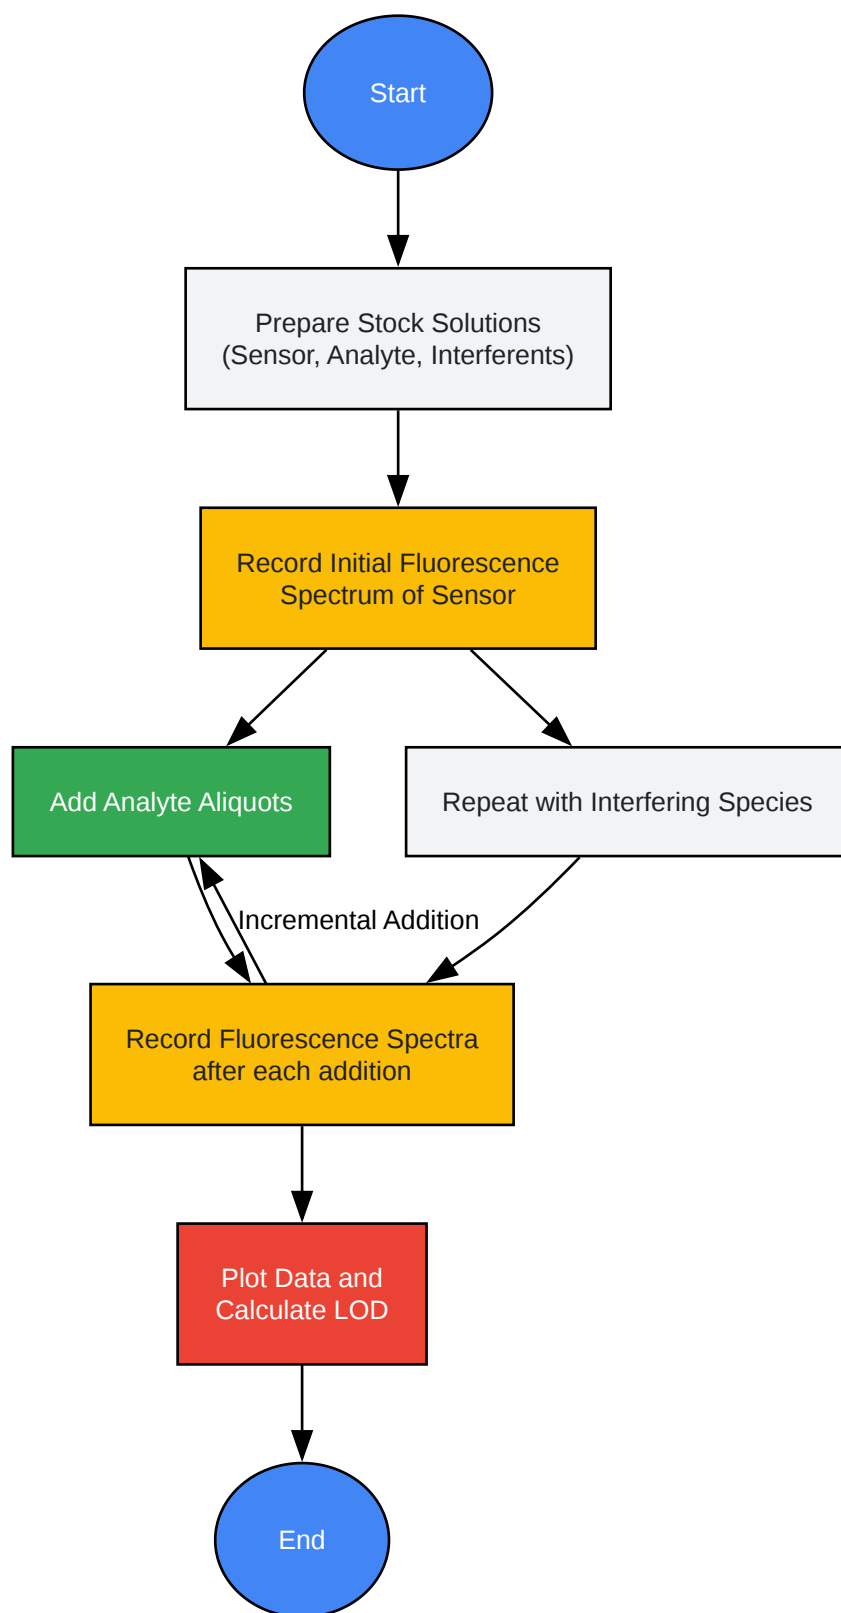 Start
Prepare Stock Solutions
(Sensor, Analyte, Interferents)
Record Initial Fluorescence
Spectrum of Sensor
Add Analyte Aliquots
Repeat with Interfering Species
Incremental Addition
Record Fluorescence Spectra
after each addition
Plot Data and
Calculate LOD
End